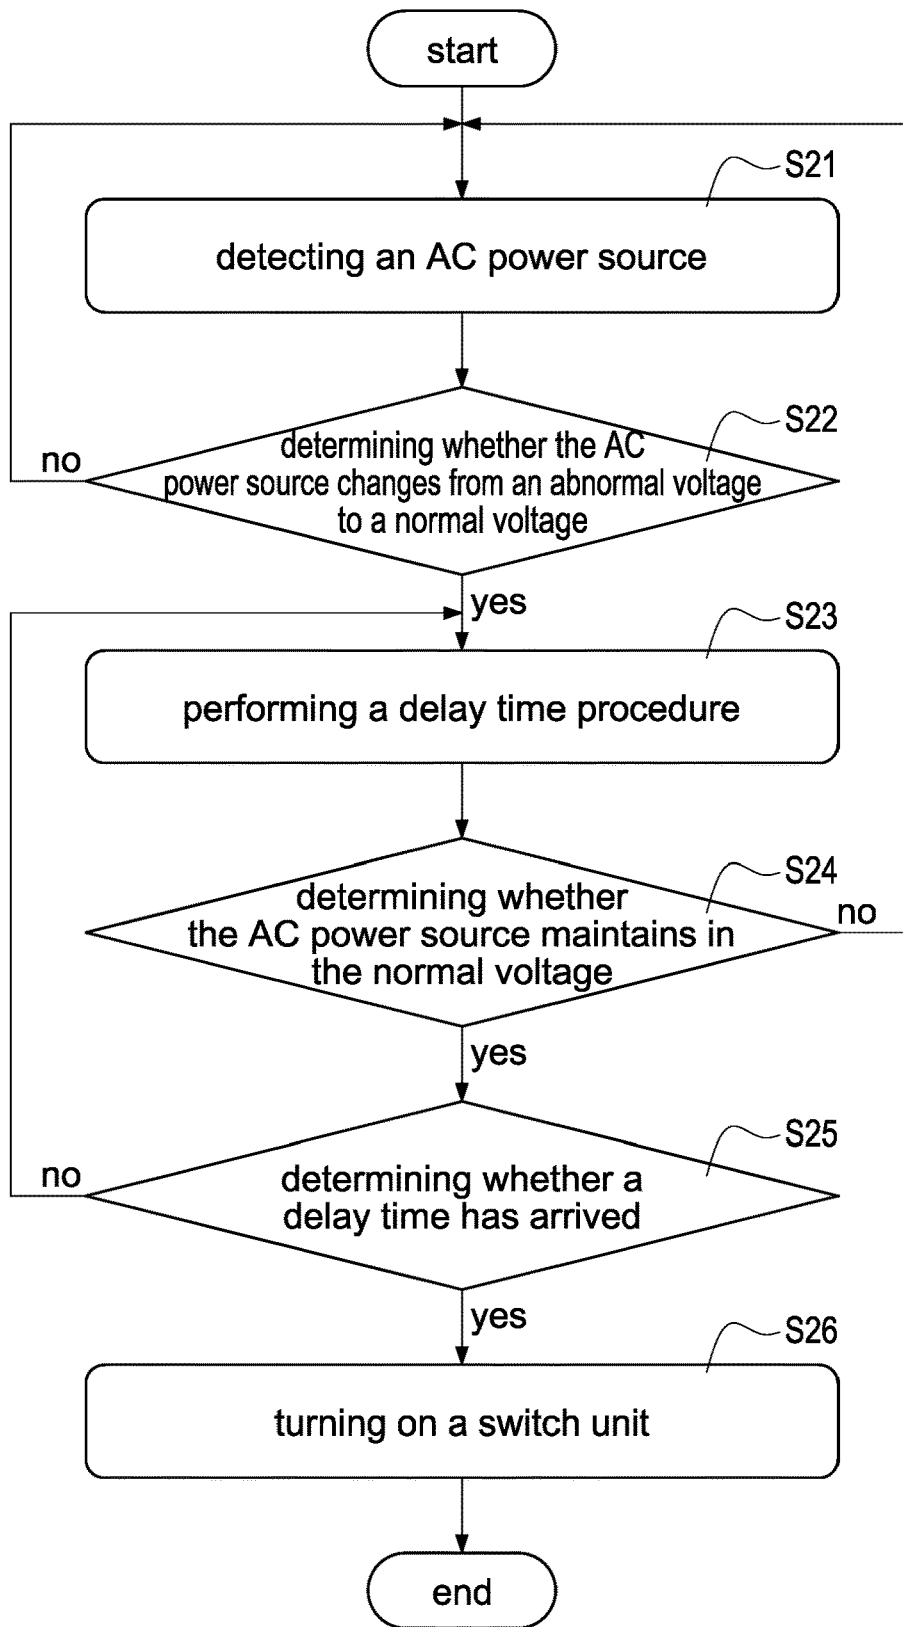 start
S21
detecting an AC power source
S22
determining whether the AC
power source changes from an abnormal voltage
to a normal voltage
no
yes
S23
performing a delay time procedure
S24
determining whether
the AC power source maintains in
the normal voltage
no
yes
S25
determining whether a
delay time has arrived
no
yes
S26
turning on a switch unit
end